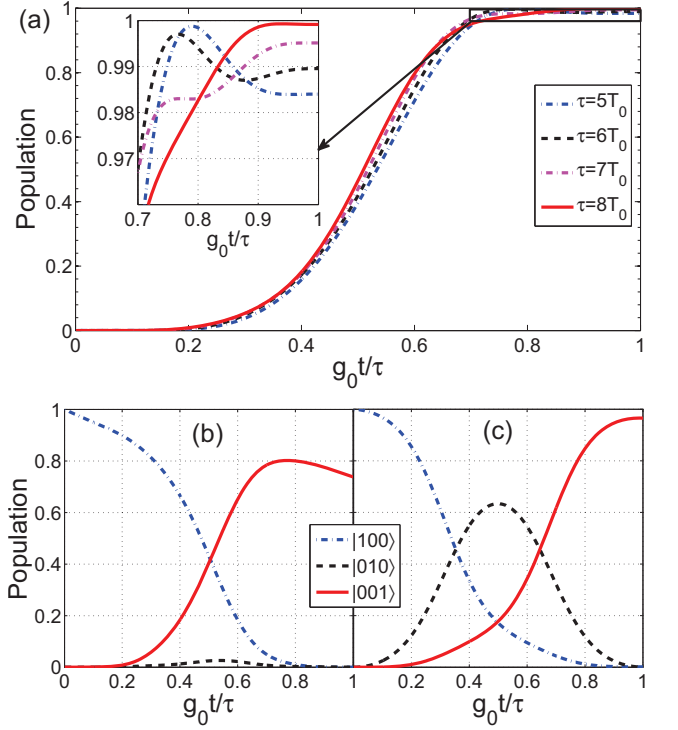 (a)
Population
1
0.8
0.6
0.4
0.2
0
0.996
0.99
0.983
0.97
0.7 0.8 0.9 1
g₀t/τ
τ=5T₀
τ=6T₀
τ=7T₀
τ=8T₀
0 0.2 0.4 0.6 0.8 1
g₀t/τ
(b)
Population
1
0.8
0.6
0.4
0.2
0
0 0.2 0.4 0.6 0.8 1
g₀t/τ
|100⟩
|010⟩
|001⟩
(c)
0.2 0.4 0.6 0.8 1
g₀t/τ